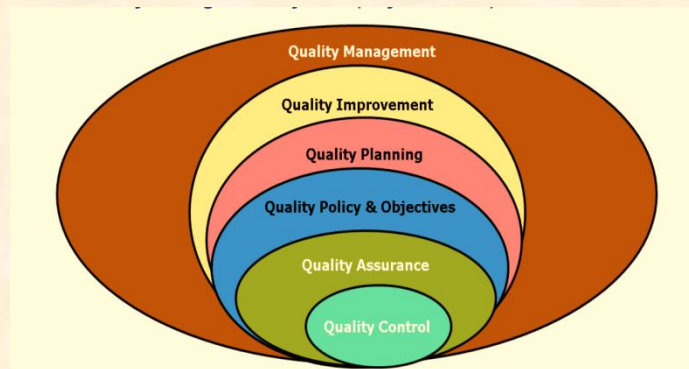 Quality Management
Quality Improvement
Quality Planning
Quality Policy & Objectives
Quality Assurance
Quality Control